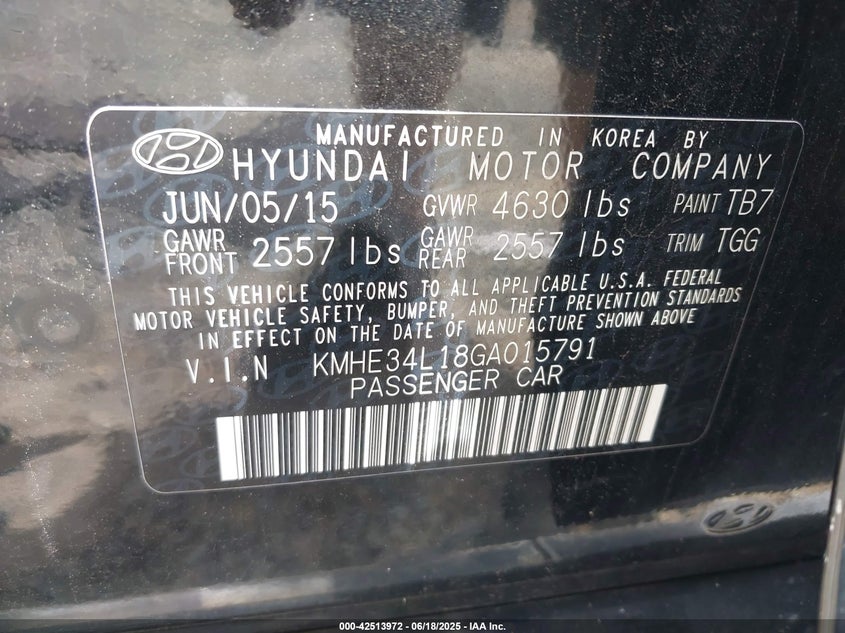 MANUFACTURED IN KOREA BY
HYUNDAI MOTOR COMPANY
JUN/05/15 GVWR 4630 lbs PAINT TB7
GAWR FRONT 2557 lbs GAWR REAR 2557 lbs TRIM TGG
THIS VEHICLE CONFORMS TO ALL APPLICABLE U.S.A. FEDERAL
MOTOR VEHICLE SAFETY, BUMPER, AND THEFT PREVENTION STANDARDS
IN EFFECT ON THE DATE OF MANUFACTURE SHOWN ABOVE
V.I.N KMHE34L18GA015791
PASSENGER CAR
000-42513972 - 06/18/2025 - IAA Inc.